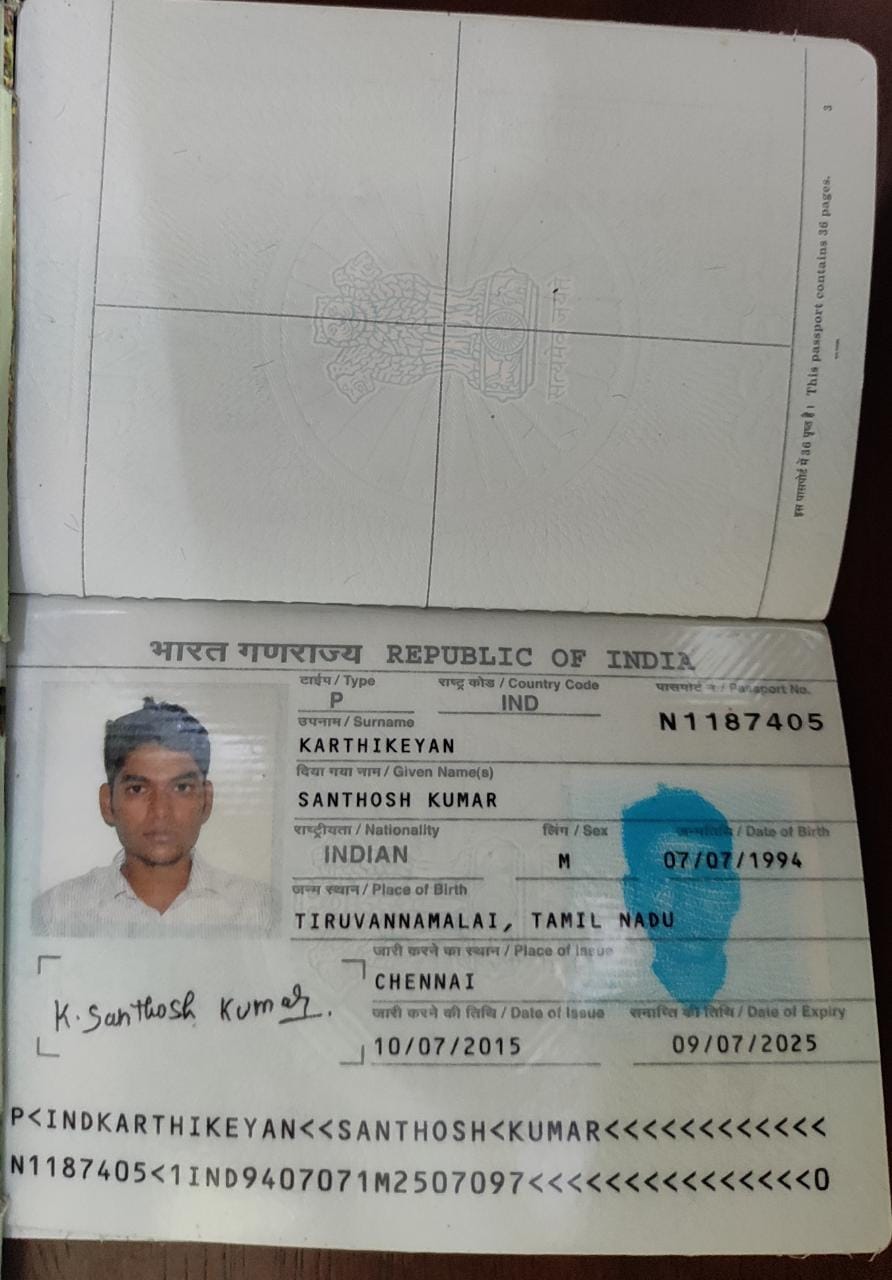 3
इस पासपोर्ट में 36 पृष्ठ है। This passport contains 36 pages.
सत्यमेव जयते
भारत गणराज्य REPUBLIC OF INDIA
टाईप / Type
राष्ट्र कोड / Country Code
पासपोर्ट नं / Passport No.
P
IND
N1187405
उपनाम / Surname
KARTHIKEYAN
दिया गया नाम / Given Name(s)
SANTHOSH KUMAR
राष्ट्रीयता / Nationality
लिंग / Sex
जन्मतिथि / Date of Birth
INDIAN
M
07/07/1994
जन्म स्थान / Place of Birth
TIRUVANNAMALAI, TAMIL NADU
जारी करने का स्थान / Place of Issue
CHENNAI
K. Santhosh Kumar.
जारी करने की तिथि / Date of Issue
समाप्ति की तिथि / Date of Expiry
10/07/2015
09/07/2025
P<INDKARTHIKEYAN<<SANTHOSH<KUMAR<<<<<<<<<<<<
N1187405<1IND9407071M2507097<<<<<<<<<<<<<<<0